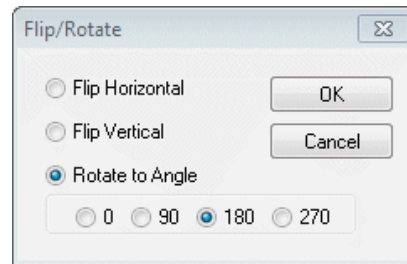 Flip/Rotate
Flip Horizontal
OK
Flip Vertical
Cancel
Rotate to Angle
0 90 180 270